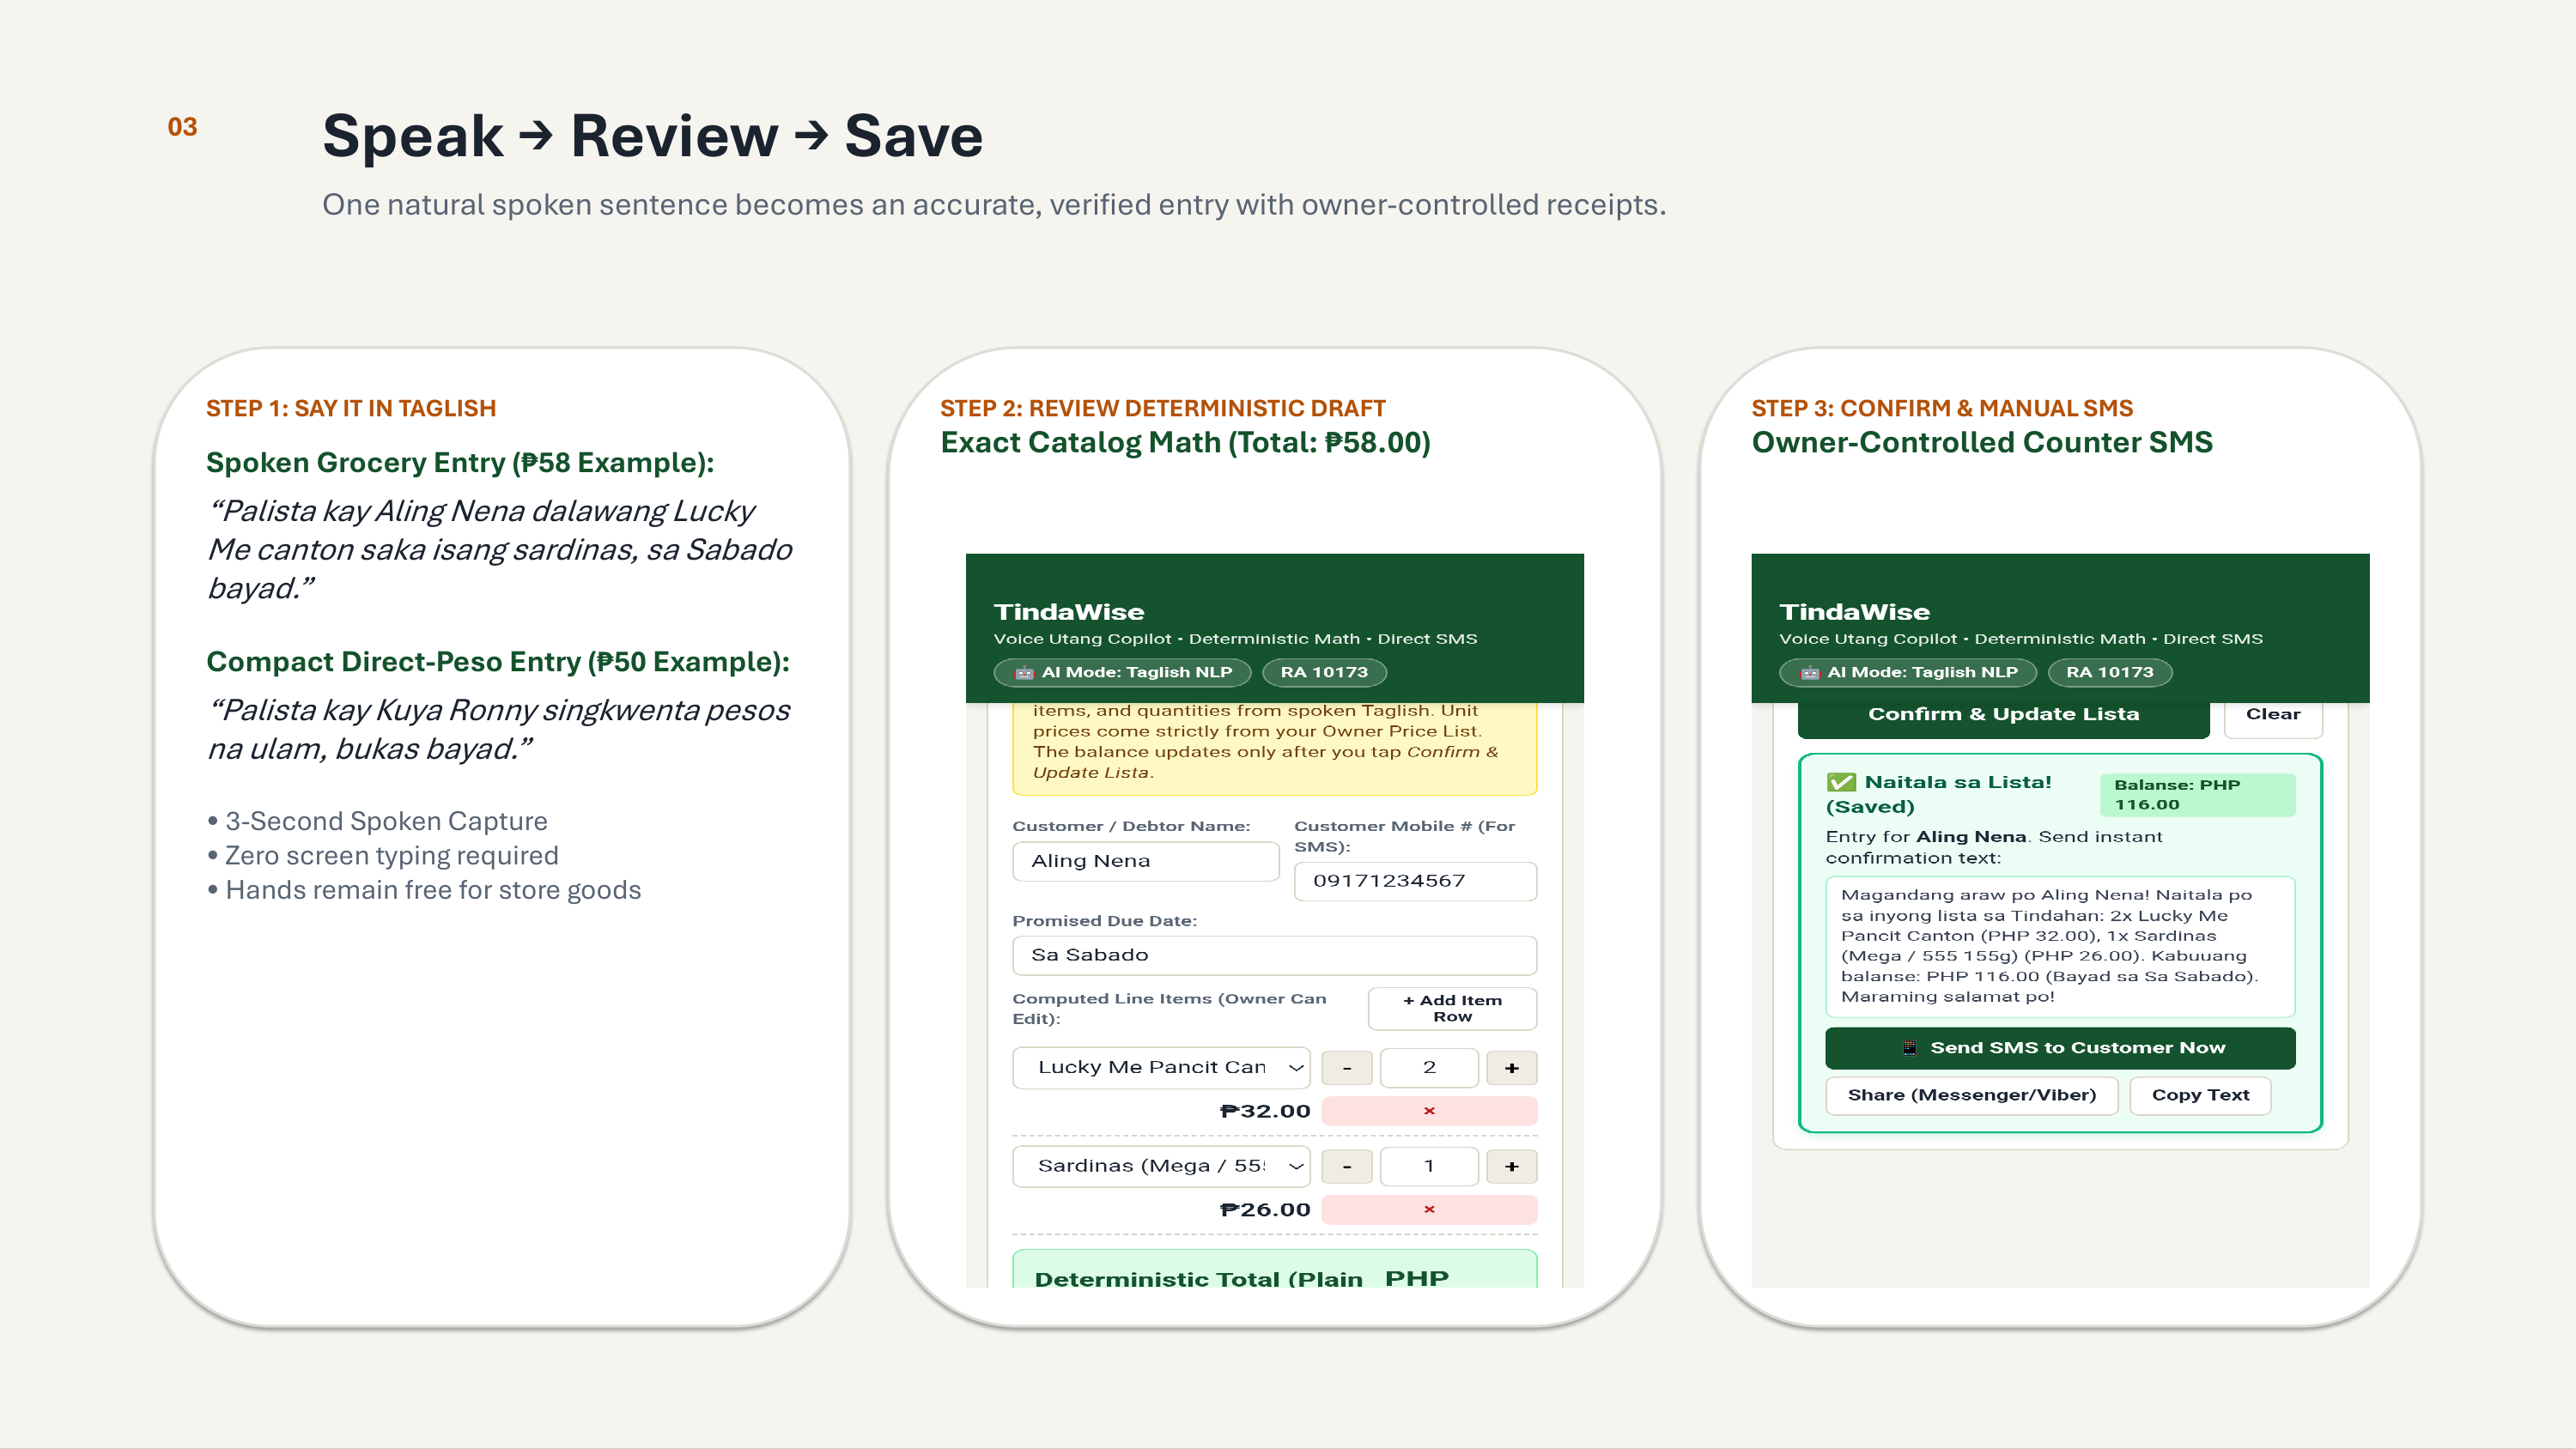 03
Speak → Review → Save
One natural spoken sentence becomes an accurate, verified entry with owner-controlled receipts.
STEP 1: SAY IT IN TAGLISH
Spoken Grocery Entry (₱58 Example):
“Palista kay Aling Nena dalawang Lucky
Me canton saka isang sardinas, sa Sabado
bayad.”
Compact Direct-Peso Entry (₱50 Example):
“Palista kay Kuya Ronny singkwenta pesos
na ulam, bukas bayad.”
• 3-Second Spoken Capture
• Zero screen typing required
• Hands remain free for store goods
STEP 2: REVIEW DETERMINISTIC DRAFT
Exact Catalog Math (Total: ₱58.00)
TindaWise
Voice Utang Copilot • Deterministic Math • Direct SMS
🤖 AI Mode: Taglish NLP RA 10173
items, and quantities from spoken Taglish. Unit
prices come strictly from your Owner Price List.
The balance updates only after you tap Confirm &
Update Lista.
Customer / Debtor Name:
Aling Nena
Customer Mobile # (For
SMS):
09171234567
Promised Due Date:
Sa Sabado
Computed Line Items (Owner Can
Edit):
+ Add Item
Row
Lucky Me Pancit Can - 2 +
₱32.00 ×
Sardinas (Mega / 555 - 1 +
₱26.00 ×
Deterministic Total (Plain PHP
STEP 3: CONFIRM & MANUAL SMS
Owner-Controlled Counter SMS
TindaWise
Voice Utang Copilot • Deterministic Math • Direct SMS
🤖 AI Mode: Taglish NLP RA 10173
Confirm & Update Lista Clear
✅ Naitala sa Lista!
(Saved)
Balanse: PHP
116.00
Entry for Aling Nena. Send instant
confirmation text:
Magandang araw po Aling Nena! Naitala po
sa inyong lista sa Tindahan: 2x Lucky Me
Pancit Canton (PHP 32.00), 1x Sardinas
(Mega / 555 155g) (PHP 26.00). Kabuuang
balanse: PHP 116.00 (Bayad sa Sa Sabado).
Maraming salamat po!
📱 Send SMS to Customer Now
Share (Messenger/Viber) Copy Text